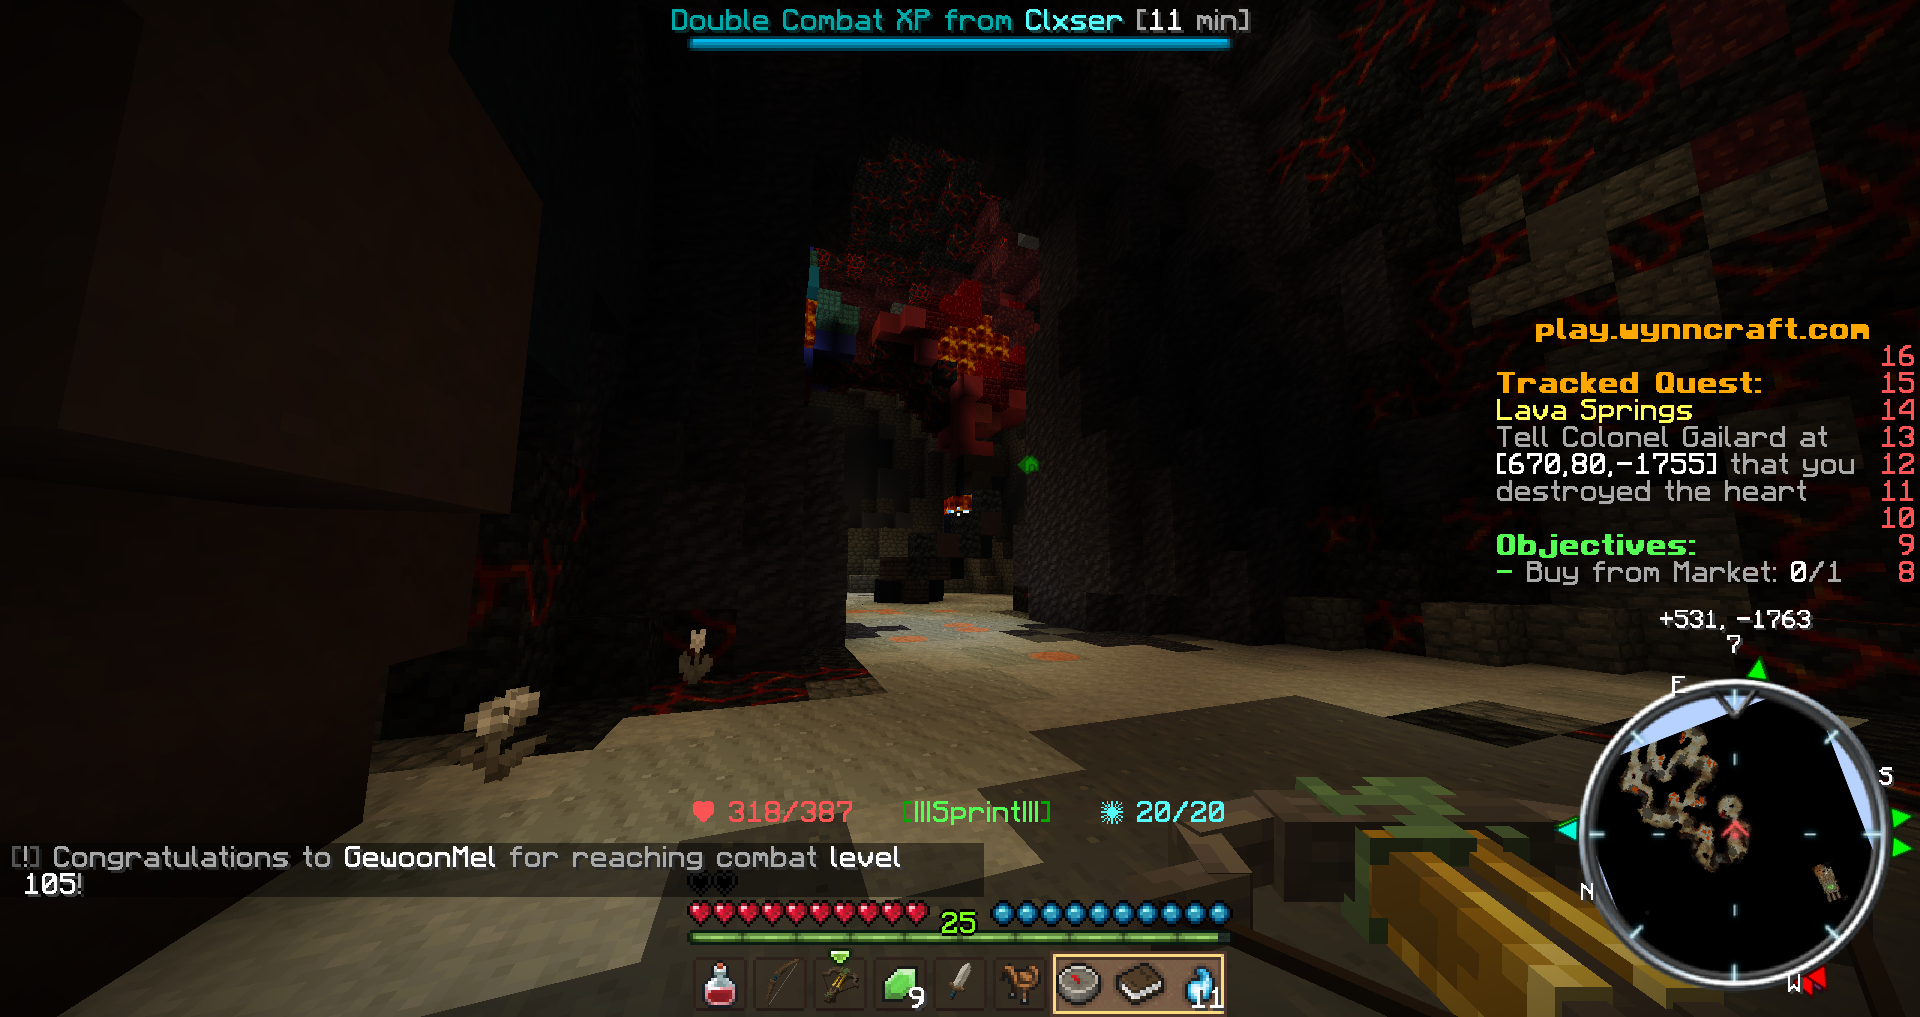 Double Combat XP from Clxser [11 min]
play.wynncraft.com
16
Tracked Quest: 15
Lava Springs 14
Tell Colonel Gailard at 13
[670,80,-1755] that you 12
destroyed the heart 11
10
Objectives: 9
- Buy from Market: 0/1 8
+531, -1763
7
E
S
N
W
318/387 [|||Sprint|||] 20/20
[!] Congratulations to GewoonMel for reaching combat level
105!
25
9
11